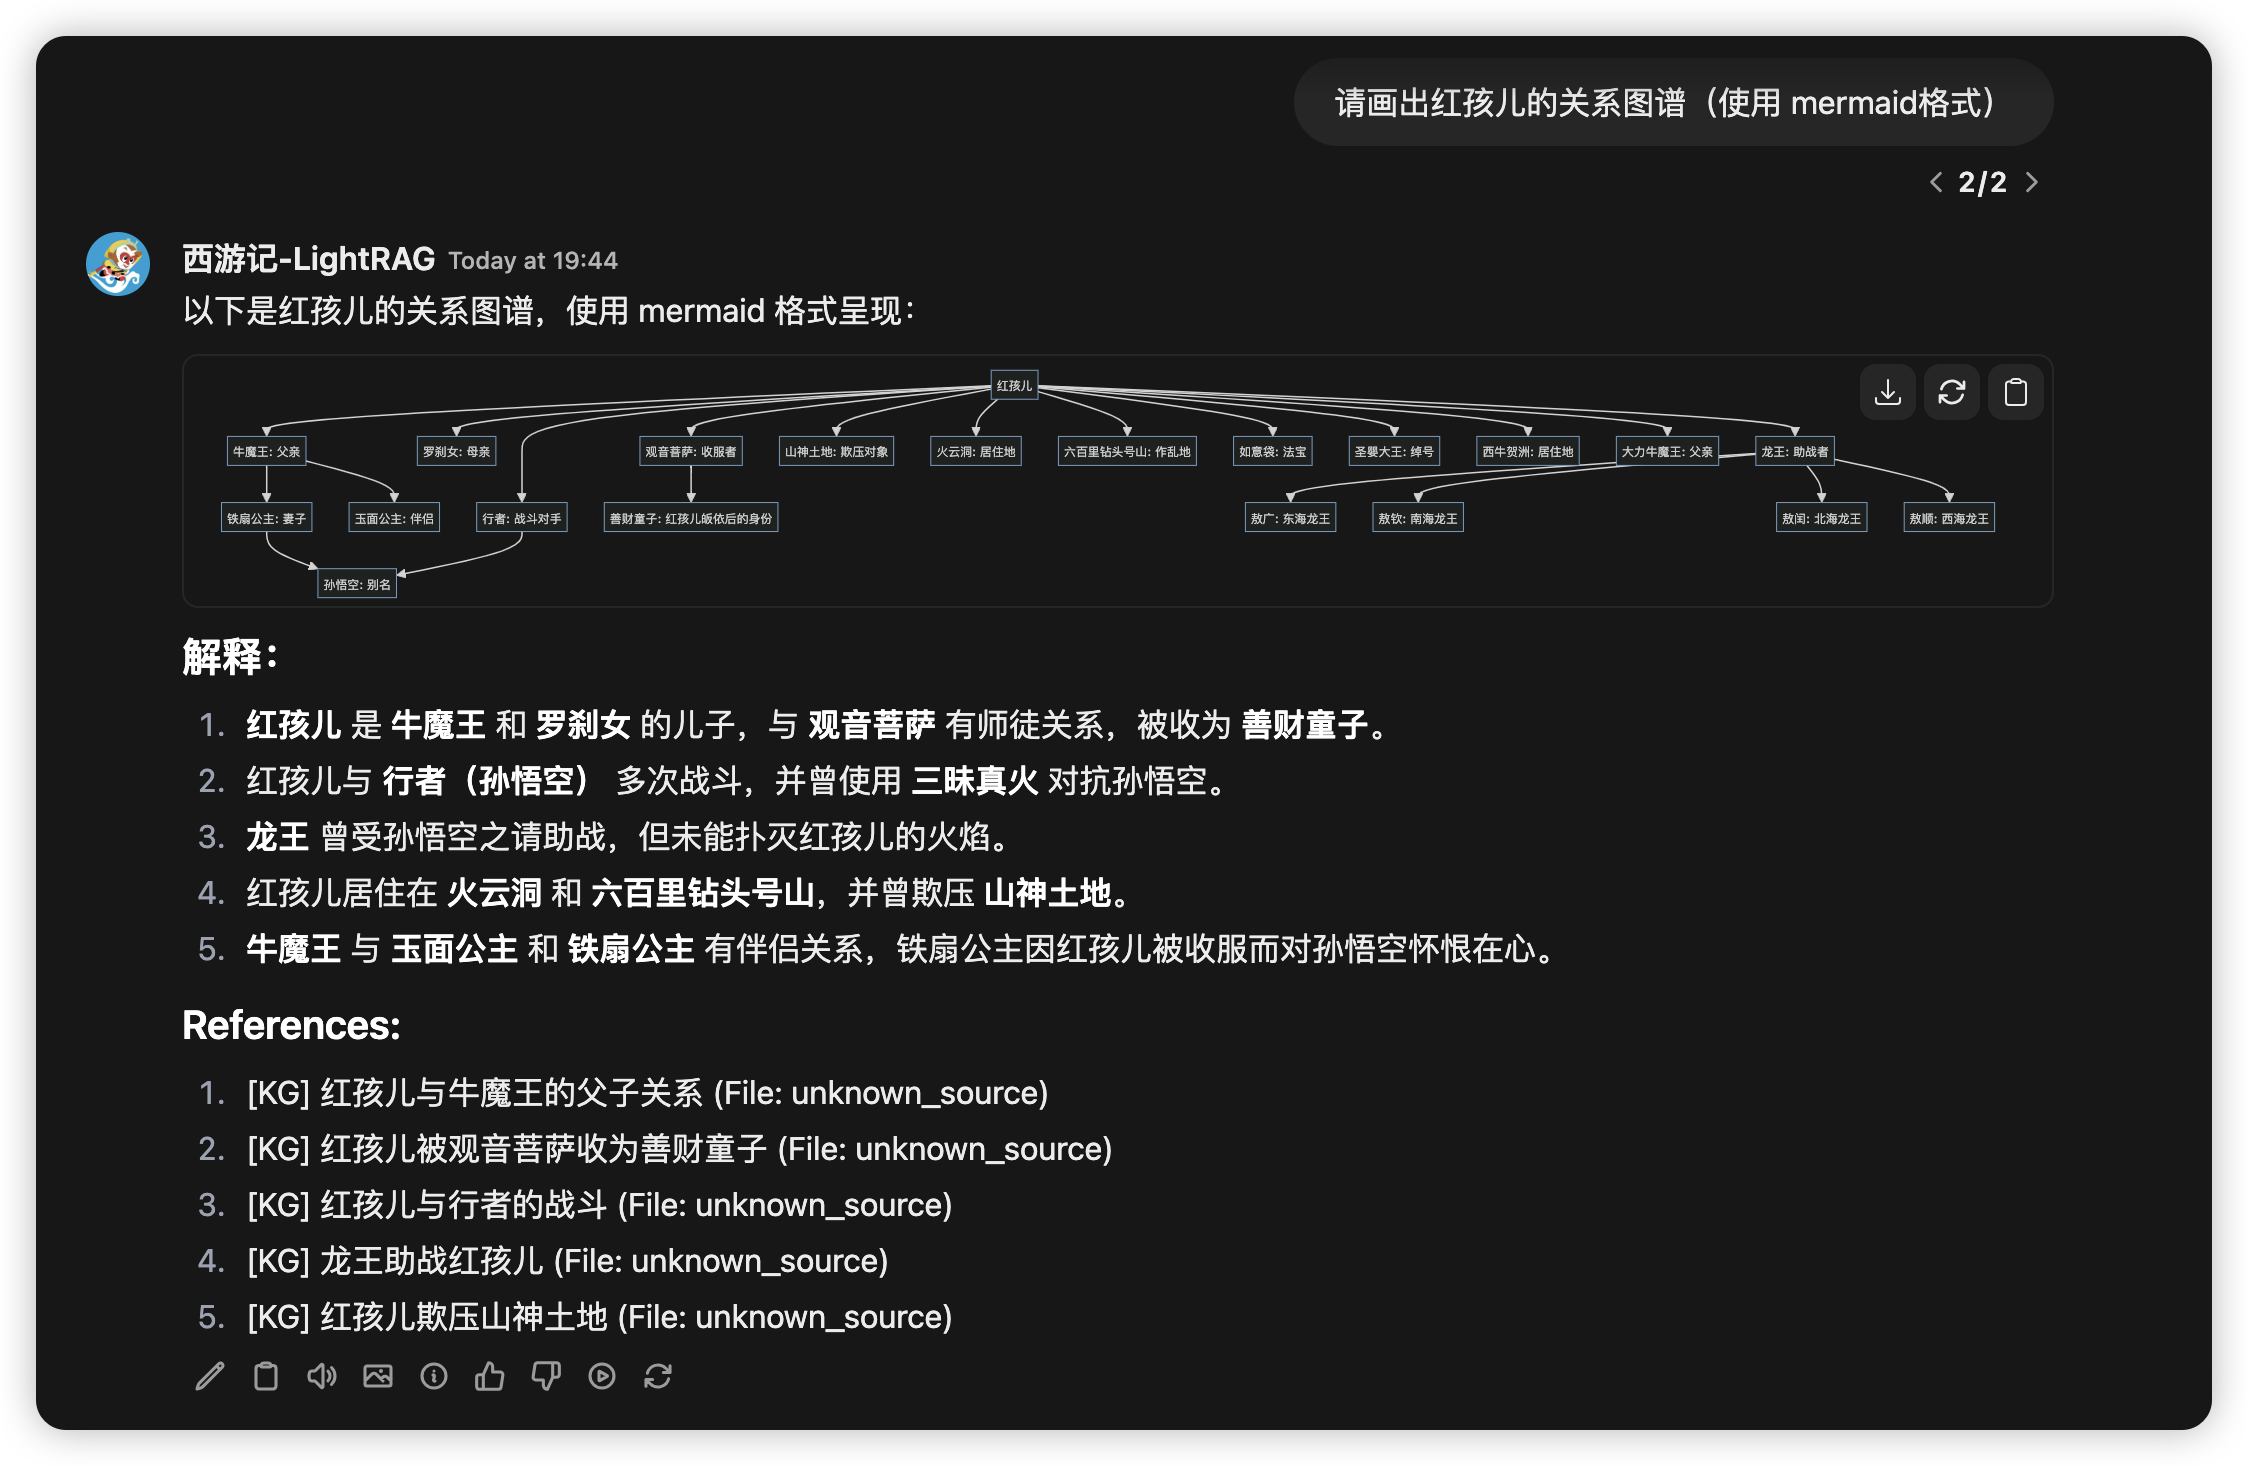 请画出红孩儿的关系图谱（使用 mermaid格式）
2/2
西游记-LightRAG Today at 19:44
以下是红孩儿的关系图谱，使用 mermaid 格式呈现：
红孩儿
牛魔王: 父亲
罗刹女: 母亲
观音菩萨: 收服者
山神土地: 欺压对象
火云洞: 居住地
六百里钻头号山: 作乱地
如意袋: 法宝
圣婴大王: 绰号
西牛贺洲: 居住地
大力牛魔王: 父亲
龙王: 助战者
铁扇公主: 妻子
玉面公主: 伴侣
行者: 战斗对手
善财童子: 红孩儿皈依后的身份
敖广: 东海龙王
敖钦: 南海龙王
敖闰: 北海龙王
敖顺: 西海龙王
孙悟空: 别名
解释：
1. 红孩儿 是 牛魔王 和 罗刹女 的儿子，与 观音菩萨 有师徒关系，被收为 善财童子。
2. 红孩儿与 行者（孙悟空） 多次战斗，并曾使用 三昧真火 对抗孙悟空。
3. 龙王 曾受孙悟空之请助战，但未能扑灭红孩儿的火焰。
4. 红孩儿居住在 火云洞 和 六百里钻头号山，并曾欺压 山神土地。
5. 牛魔王 与 玉面公主 和 铁扇公主 有伴侣关系，铁扇公主因红孩儿被收服而对孙悟空怀恨在心。
References:
1. [KG] 红孩儿与牛魔王的父子关系 (File: unknown_source)
2. [KG] 红孩儿被观音菩萨收为善财童子 (File: unknown_source)
3. [KG] 红孩儿与行者的战斗 (File: unknown_source)
4. [KG] 龙王助战红孩儿 (File: unknown_source)
5. [KG] 红孩儿欺压山神土地 (File: unknown_source)